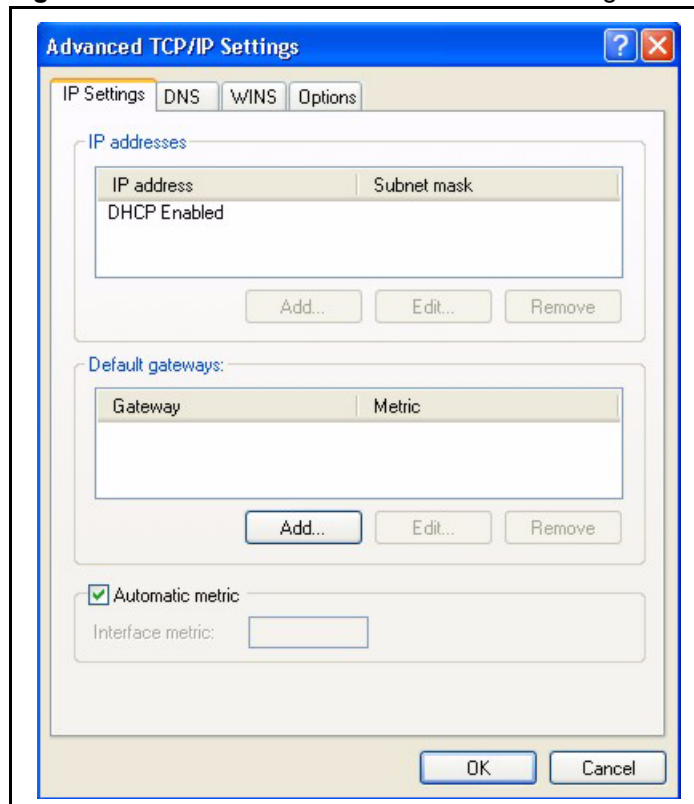 Advanced TCP/IP Settings
IP Settings DNS WINS Options
IP addresses
IP address Subnet mask
DHCP Enabled
Add... Edit... Remove
Default gateways:
Gateway Metric
Add... Edit... Remove
Automatic metric
Interface metric:
OK Cancel